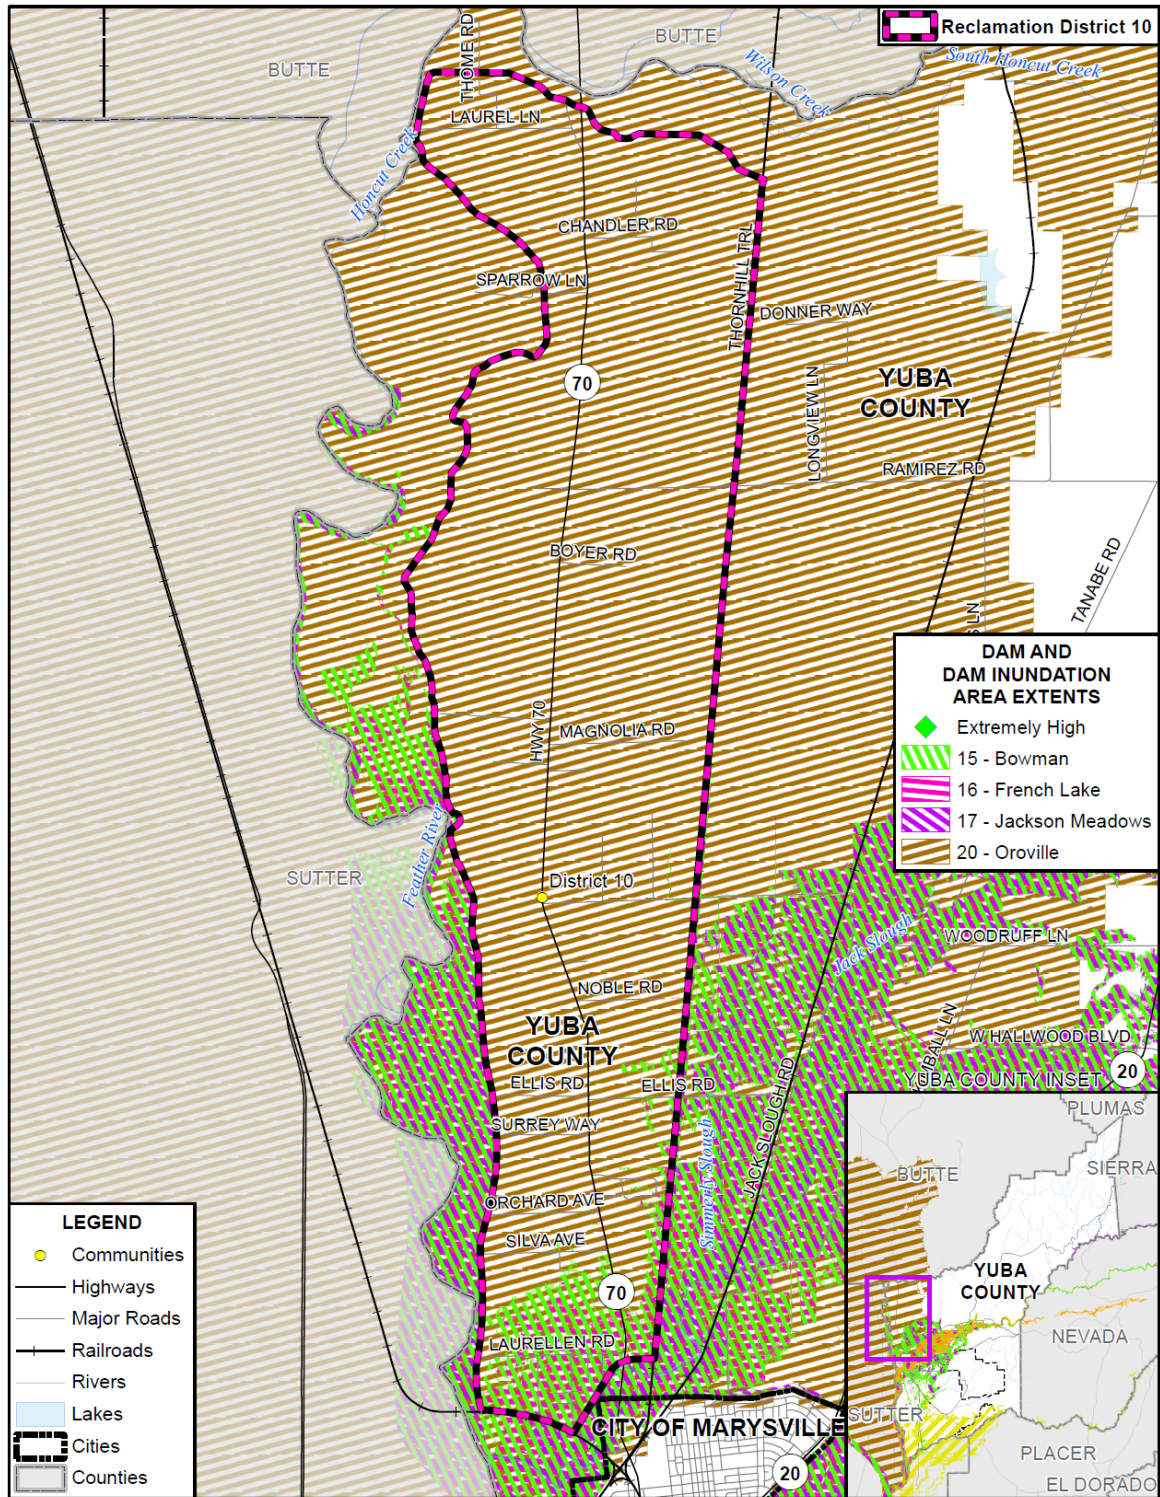 Reclamation District 10
BUTTE
BUTTE
THOME RD
Wilson Creek
South Honcut Creek
LAUREL LN
Honcut Creek
CHANDLER RD
SPARROW LN
THORNHILL TRL
DONNER WAY
70
YUBA
COUNTY
LONGVIEW LN
RAMIREZ RD
BOYER RD
TANABE RD
S LN
DAM AND
DAM INUNDATION
AREA EXTENTS
Extremely High
15 - Bowman
16 - French Lake
17 - Jackson Meadows
20 - Oroville
HWY 70
MAGNOLIA RD
Feather River
SUTTER
District 10
Jack Slough
WOODRUFF LN
NOBLE RD
YUBA
COUNTY
KIMBALL LN
W HALLWOOD BLVD
ELLIS RD
ELLIS RD
20
YUBA COUNTY INSET
SURREY WAY
Simmerly Slough
JACK SLOUGH RD
ORCHARD AVE
SILVA AVE
70
LAURELLEN RD
CITY OF MARYSVILLE
20
PLUMAS
BUTTE
SIERRA
YUBA
COUNTY
NEVADA
SUTTER
PLACER
EL DORADO
LEGEND
Communities
Highways
Major Roads
Railroads
Rivers
Lakes
Cities
Counties